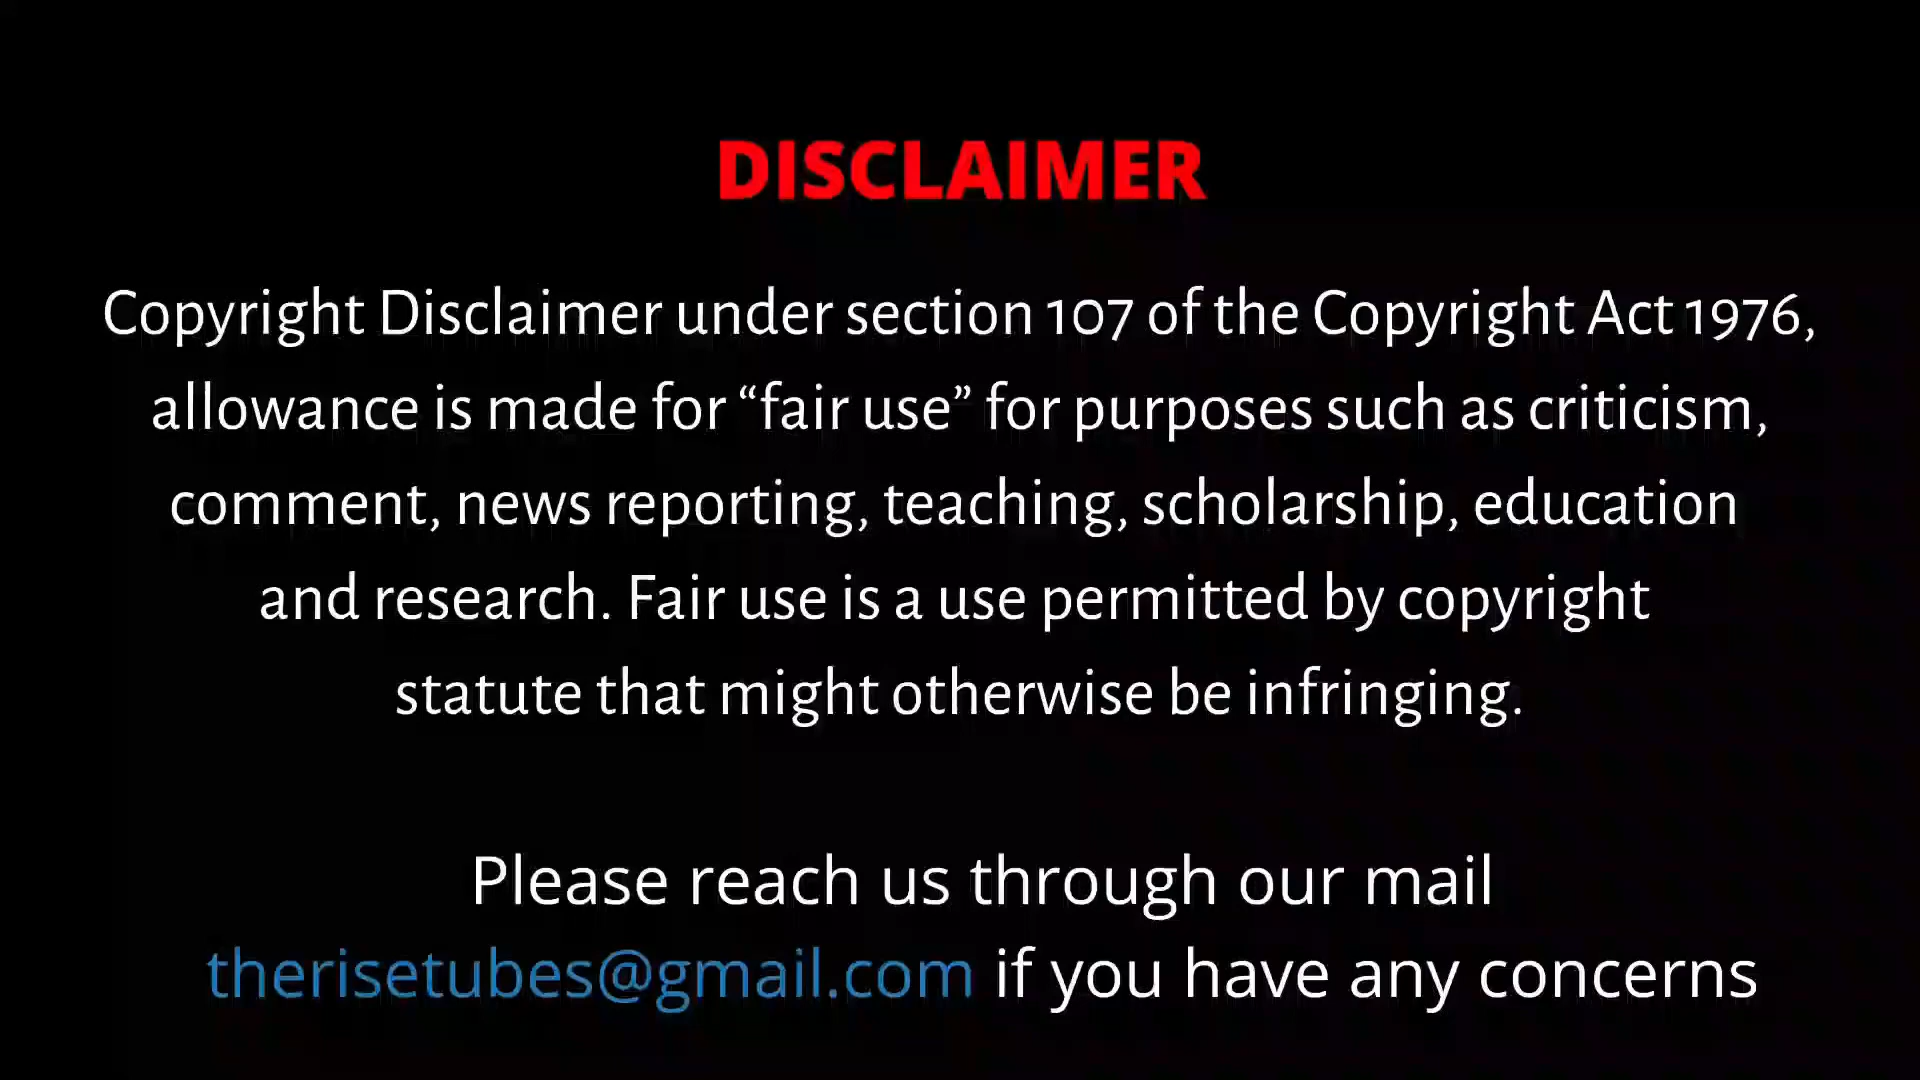 DISCLAIMER
Copyright Disclaimer under section 107 of the Copyright Act 1976,
allowance is made for “fair use” for purposes such as criticism,
comment, news reporting, teaching, scholarship, education
and research. Fair use is a use permitted by copyright
statute that might otherwise be infringing.
Please reach us through our mail
therisetubes@gmail.com if you have any concerns